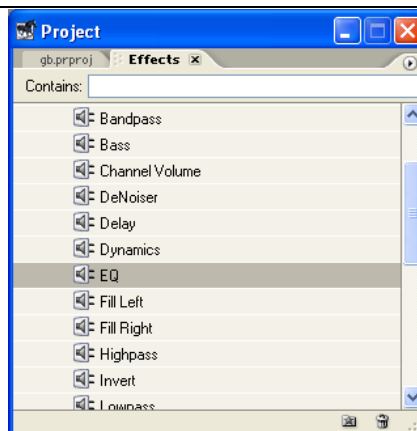 Project
gb.prproj Effects
Contains:
Bandpass
Bass
Channel Volume
DeNoiser
Delay
Dynamics
EQ
Fill Left
Fill Right
Highpass
Invert
Lowpass